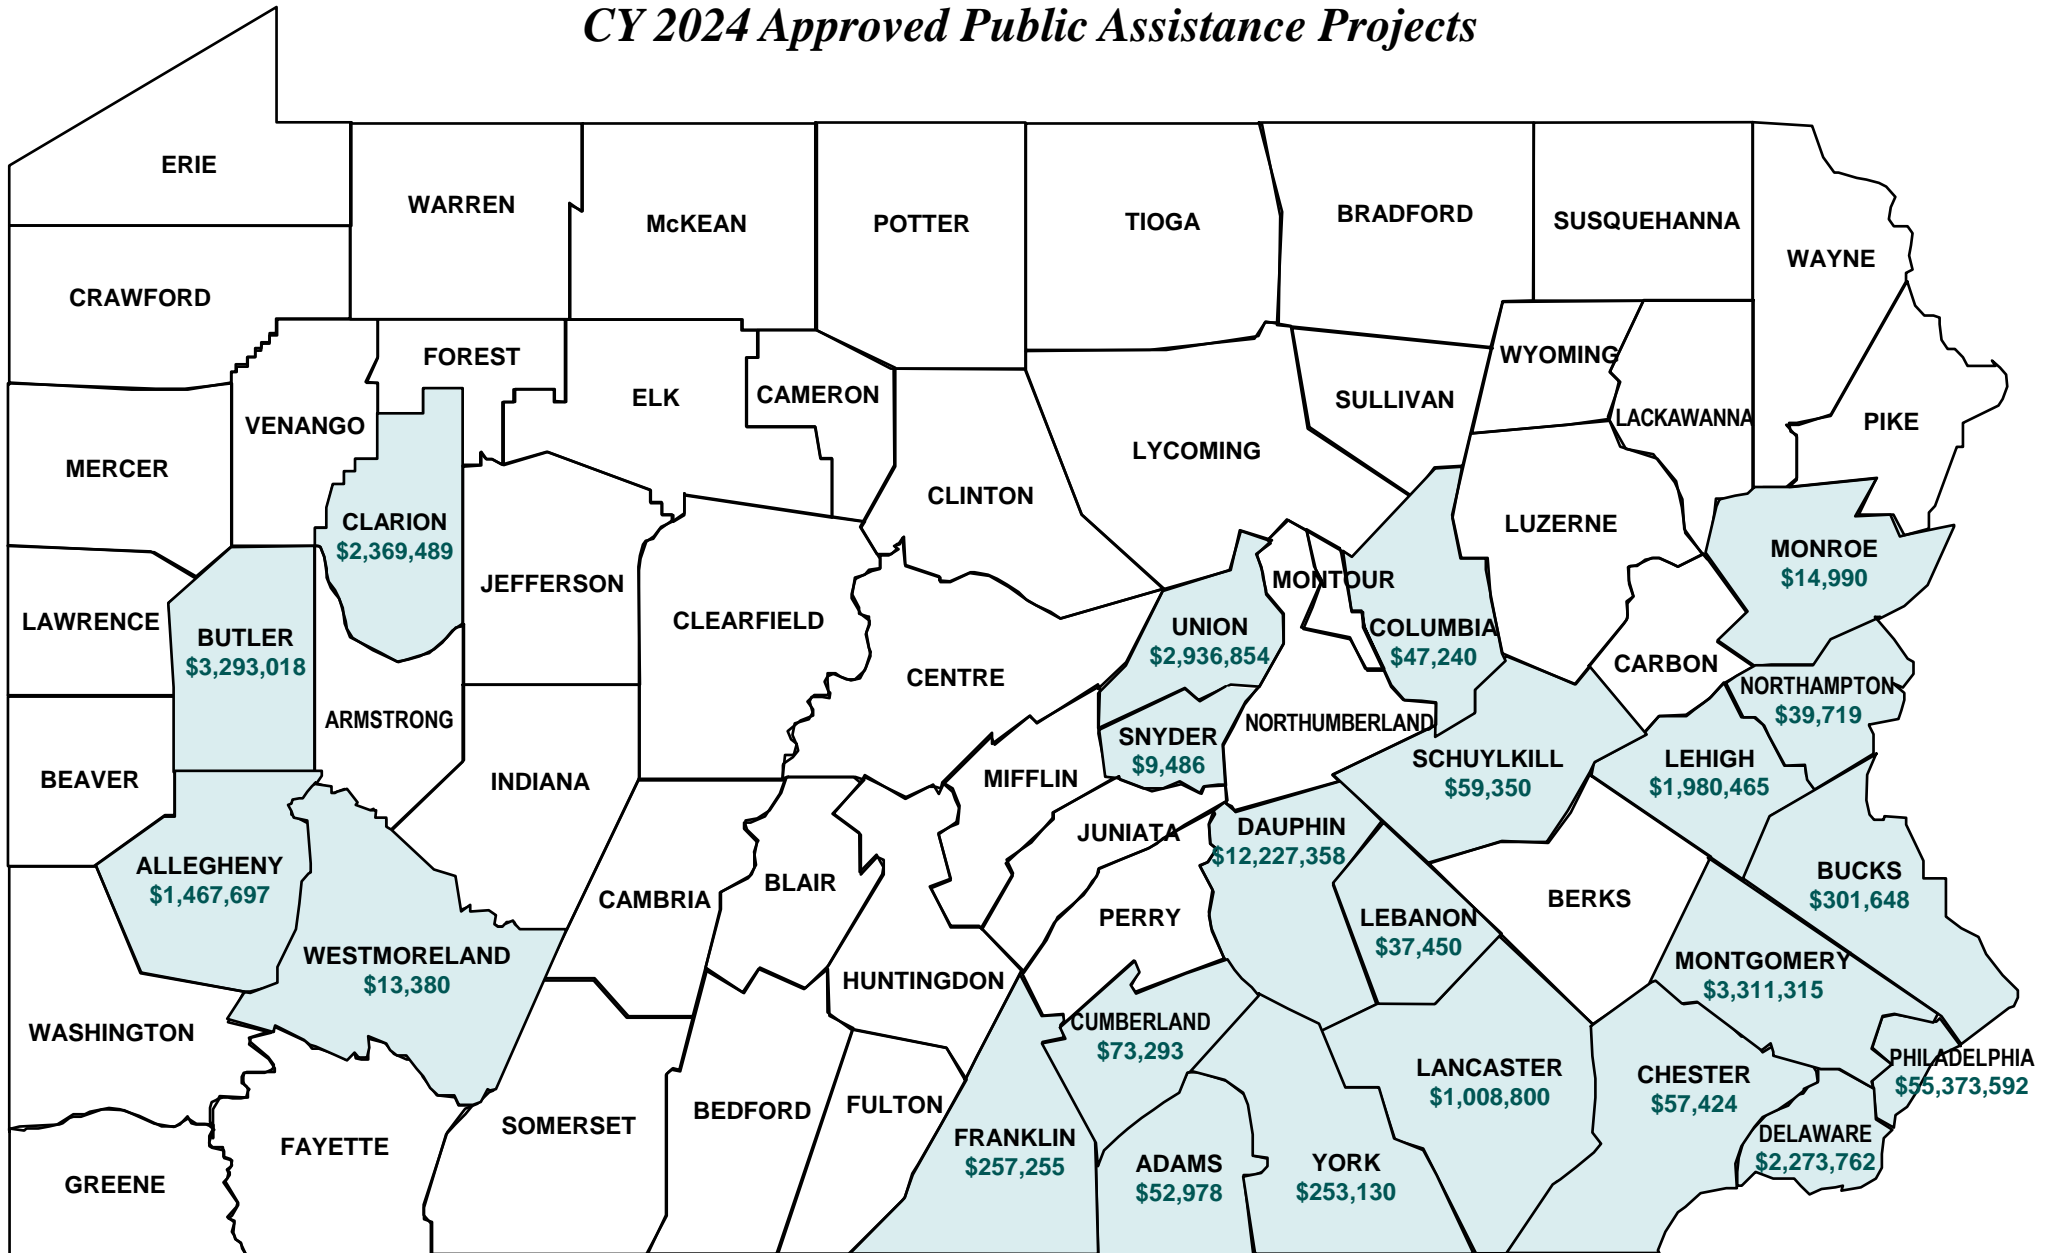 CY 2024 Approved Public Assistance Projects
ERIE
WARREN
McKEAN
POTTER
TIOGA
BRADFORD
SUSQUEHANNA
WAYNE
CRAWFORD
FOREST
WYOMING
VENANGO
ELK
CAMERON
SULLIVAN
LACKAWANNA
PIKE
MERCER
LYCOMING
CLINTON
CLARION
$2,369,489
LUZERNE
MONROE
$14,990
JEFFERSON
MONTOUR
LAWRENCE
BUTLER
$3,293,018
CLEARFIELD
UNION
$2,936,854
COLUMBIA
$47,240
CENTRE
CARBON
NORTHAMPTON
$39,719
ARMSTRONG
NORTHUMBERLAND
SNYDER
$9,486
SCHUYLKILL
$59,350
LEHIGH
$1,980,465
BEAVER
INDIANA
MIFFLIN
JUNIATA
DAUPHIN
$12,227,358
ALLEGHENY
$1,467,697
BLAIR
CAMBRIA
BUCKS
$301,648
BERKS
PERRY
LEBANON
$37,450
WESTMORELAND
$13,380
MONTGOMERY
$3,311,315
HUNTINGDON
WASHINGTON
CUMBERLAND
$73,293
PHILADELPHIA
$55,373,592
LANCASTER
$1,008,800
CHESTER
$57,424
FULTON
BEDFORD
SOMERSET
FAYETTE
FRANKLIN
$257,255
DELAWARE
$2,273,762
ADAMS
$52,978
YORK
$253,130
GREENE